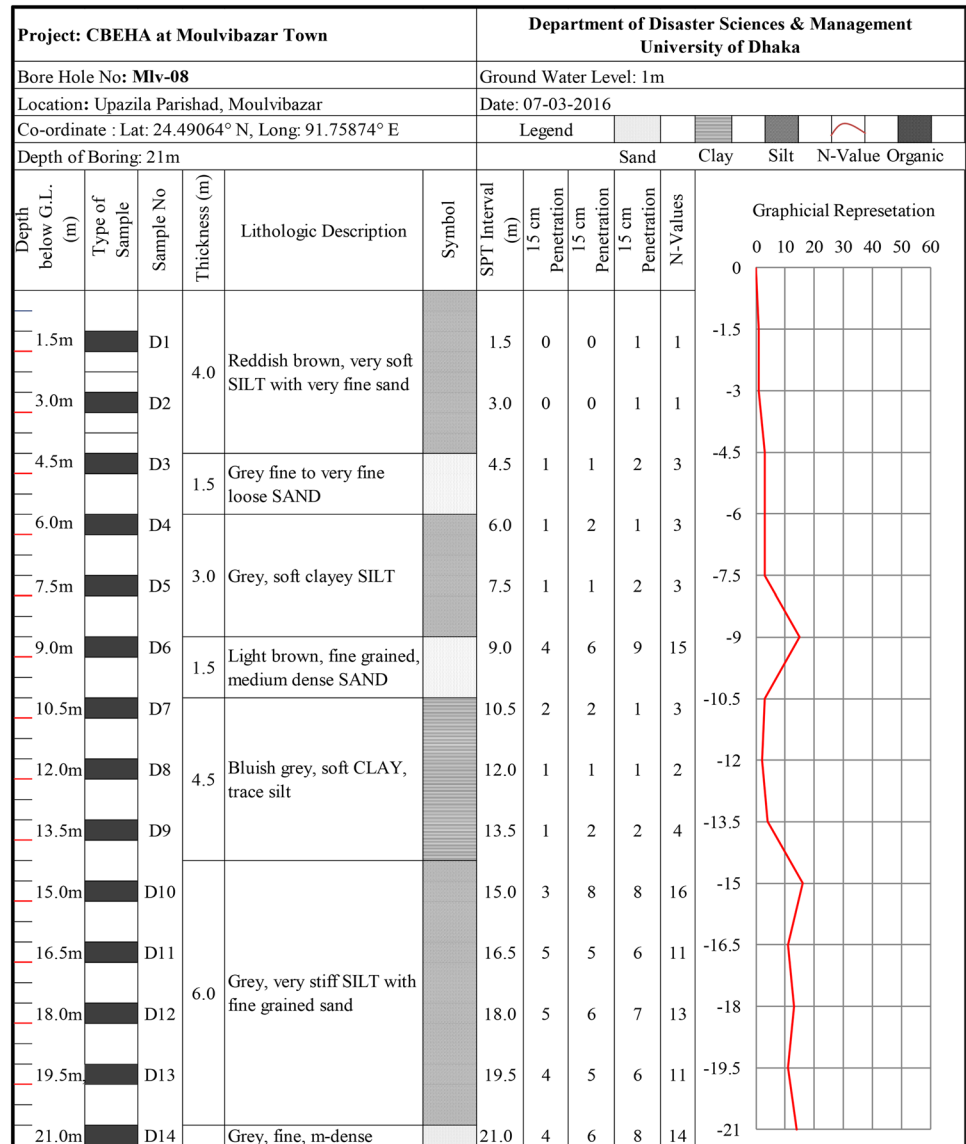 Project: CBEHA at Moulvibazar Town
Department of Disaster Sciences & Management
University of Dhaka
Bore Hole No: Mlv-08
Ground Water Level: 1m
Location: Upazila Parishad, Moulvibazar
Date: 07-03-2016
Co-ordinate : Lat: 24.49064° N, Long: 91.75874° E
Legend
Depth of Boring: 21m
Sand Clay Silt N-Value Organic
Depth
below G.L.
(m)
Type of
Sample
Sample No
Thickness (m)
Lithologic Description
Symbol
SPT Interval
(m)
15 cm
Penetration
15 cm
Penetration
15 cm
Penetration
N-Values
Graphicial Represetation
0 10 20 30 40 50 60
0
-1.5
-3
-4.5
-6
-7.5
-9
-10.5
-12
-13.5
-15
-16.5
-18
-19.5
-21
1.5m D1 1.5 0 0 1 1
4.0
Reddish brown, very soft
SILT with very fine sand
3.0m D2 3.0 0 0 1 1
4.5m D3 4.5 1 1 2 3
1.5
Grey fine to very fine
loose SAND
6.0m D4 6.0 1 2 1 3
3.0
Grey, soft clayey SILT
7.5m D5 7.5 1 1 2 3
9.0m D6 9.0 4 6 9 15
1.5
Light brown, fine grained,
medium dense SAND
10.5m D7 10.5 2 2 1 3
12.0m D8 12.0 1 1 1 2
4.5
Bluish grey, soft CLAY,
trace silt
13.5m D9 13.5 1 2 2 4
15.0m D10 15.0 3 8 8 16
16.5m D11 16.5 5 5 6 11
6.0
Grey, very stiff SILT with
fine grained sand
18.0m D12 18.0 5 6 7 13
19.5m D13 19.5 4 5 6 11
21.0m D14 Grey, fine, m-dense 21.0 4 6 8 14